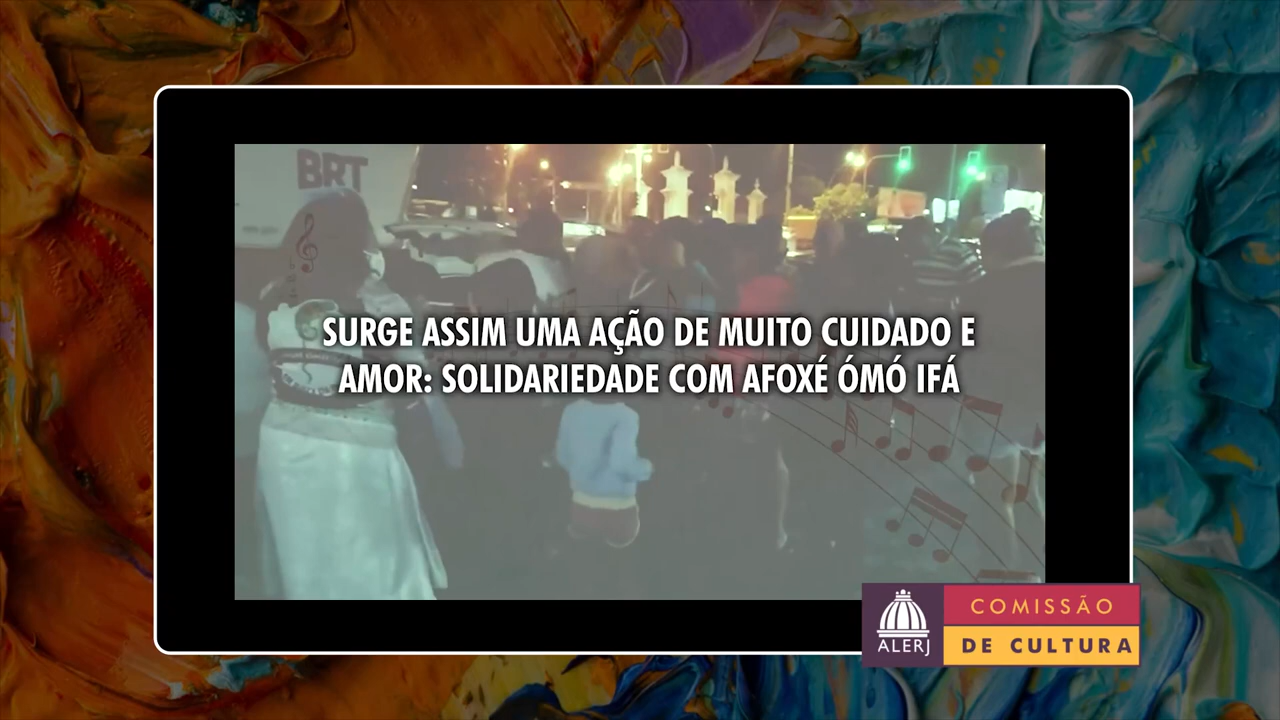 BRT
SURGE ASSIM UMA AÇÃO DE MUITO CUIDADO E
AMOR: SOLIDARIEDADE COM AFOXÉ ÓMÓ IFÁ
ALERJ
COMISSÃO
DE CULTURA